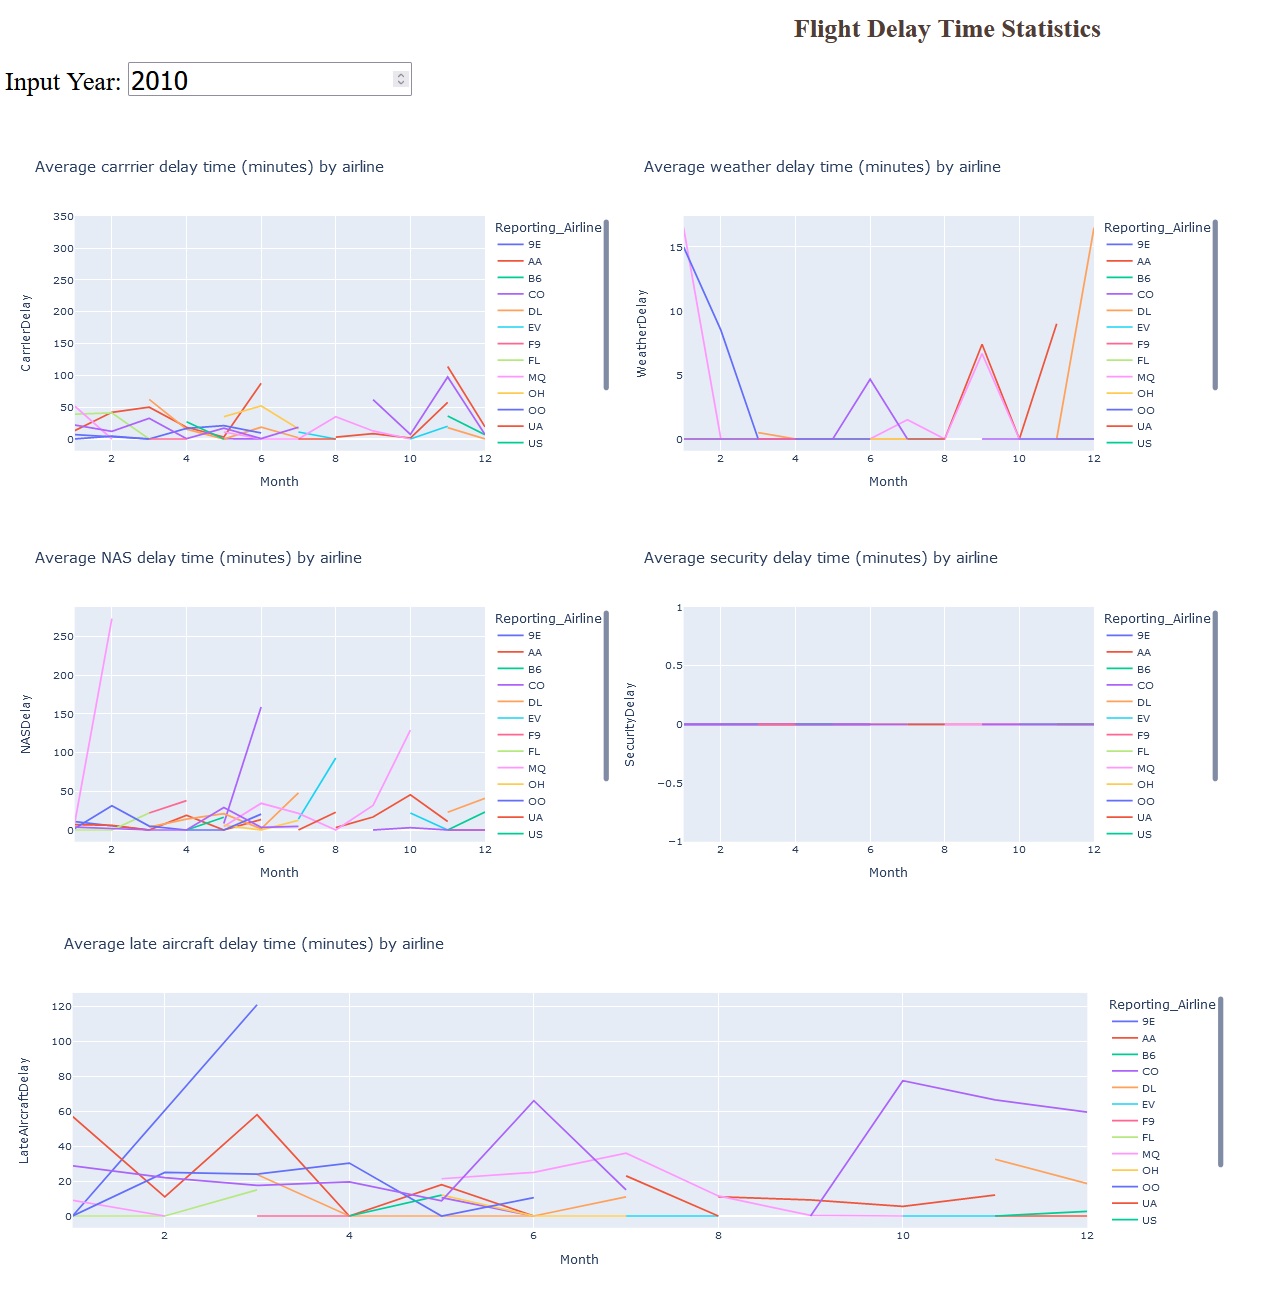 Flight Delay Time Statistics
Input Year: 2010
Average carrrier delay time (minutes) by airline
350
300
250
200
150
100
50
0
CarrierDelay
2 4 6 8 10 12
Month
Reporting_Airline
9E
AA
B6
CO
DL
EV
F9
FL
MQ
OH
OO
UA
US
Average weather delay time (minutes) by airline
15
10
5
0
WeatherDelay
2 4 6 8 10 12
Month
Reporting_Airline
9E
AA
B6
CO
DL
EV
F9
FL
MQ
OH
OO
UA
US
Average NAS delay time (minutes) by airline
250
200
150
100
50
0
NASDelay
2 4 6 8 10 12
Month
Reporting_Airline
9E
AA
B6
CO
DL
EV
F9
FL
MQ
OH
OO
UA
US
Average security delay time (minutes) by airline
1
0.5
0
−0.5
−1
SecurityDelay
2 4 6 8 10 12
Month
Reporting_Airline
9E
AA
B6
CO
DL
EV
F9
FL
MQ
OH
OO
UA
US
Average late aircraft delay time (minutes) by airline
120
100
80
60
40
20
0
LateAircraftDelay
2 4 6 8 10 12
Month
Reporting_Airline
9E
AA
B6
CO
DL
EV
F9
FL
MQ
OH
OO
UA
US